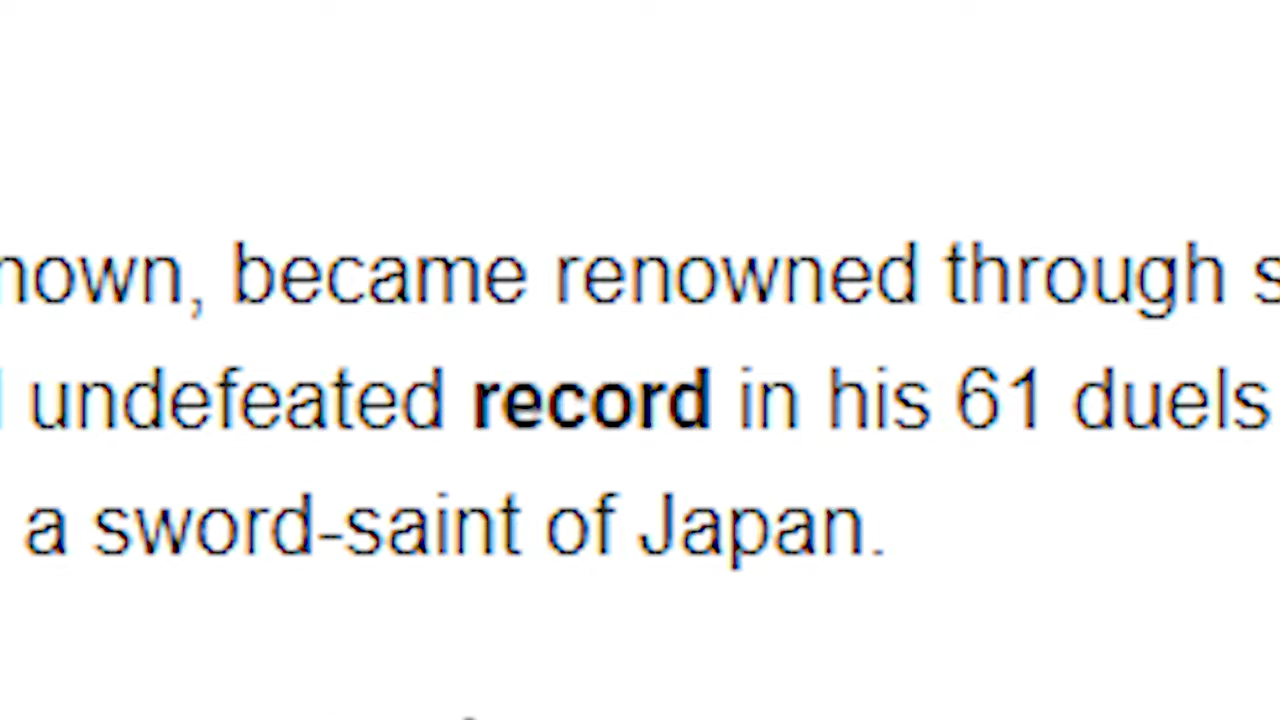 nown, became renowned through s
undefeated record in his 61 duels
a sword-saint of Japan.